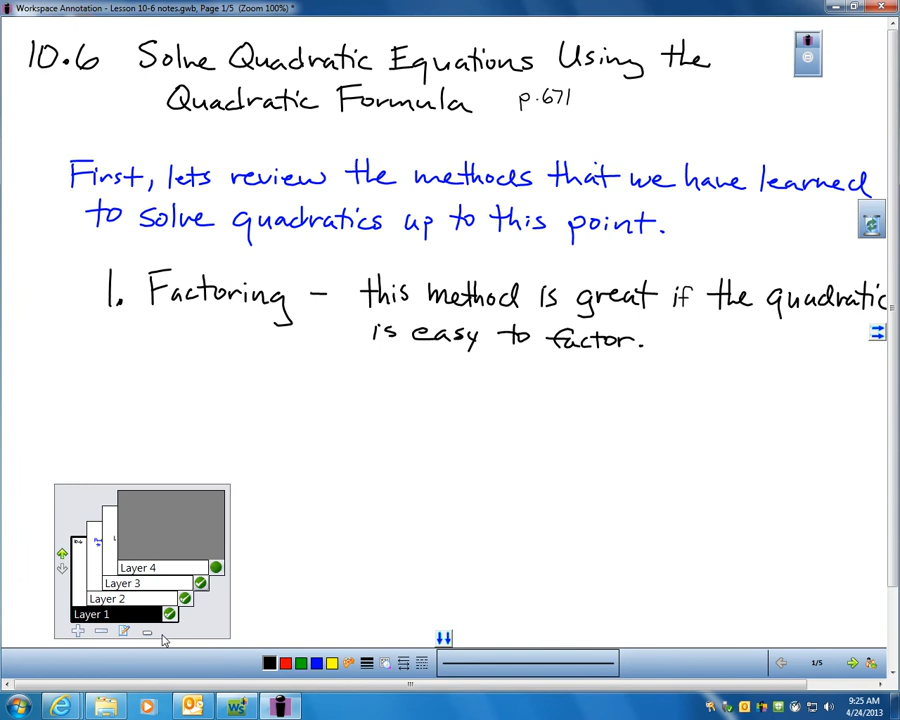 Workspace Annotation - Lesson 10-6 notes.gwb, Page 1/5 (Zoom 100%) *
10.6 Solve Quadratic Equations Using the
Quadratic Formula p.671
First, lets review the methods that we have learned
to solve quadratics up to this point.
1. Factoring - this method is great if the quadratic
is easy to factor.
Layer 4
Layer 3
Layer 2
Layer 1
1/5
9:25 AM
4/24/2013